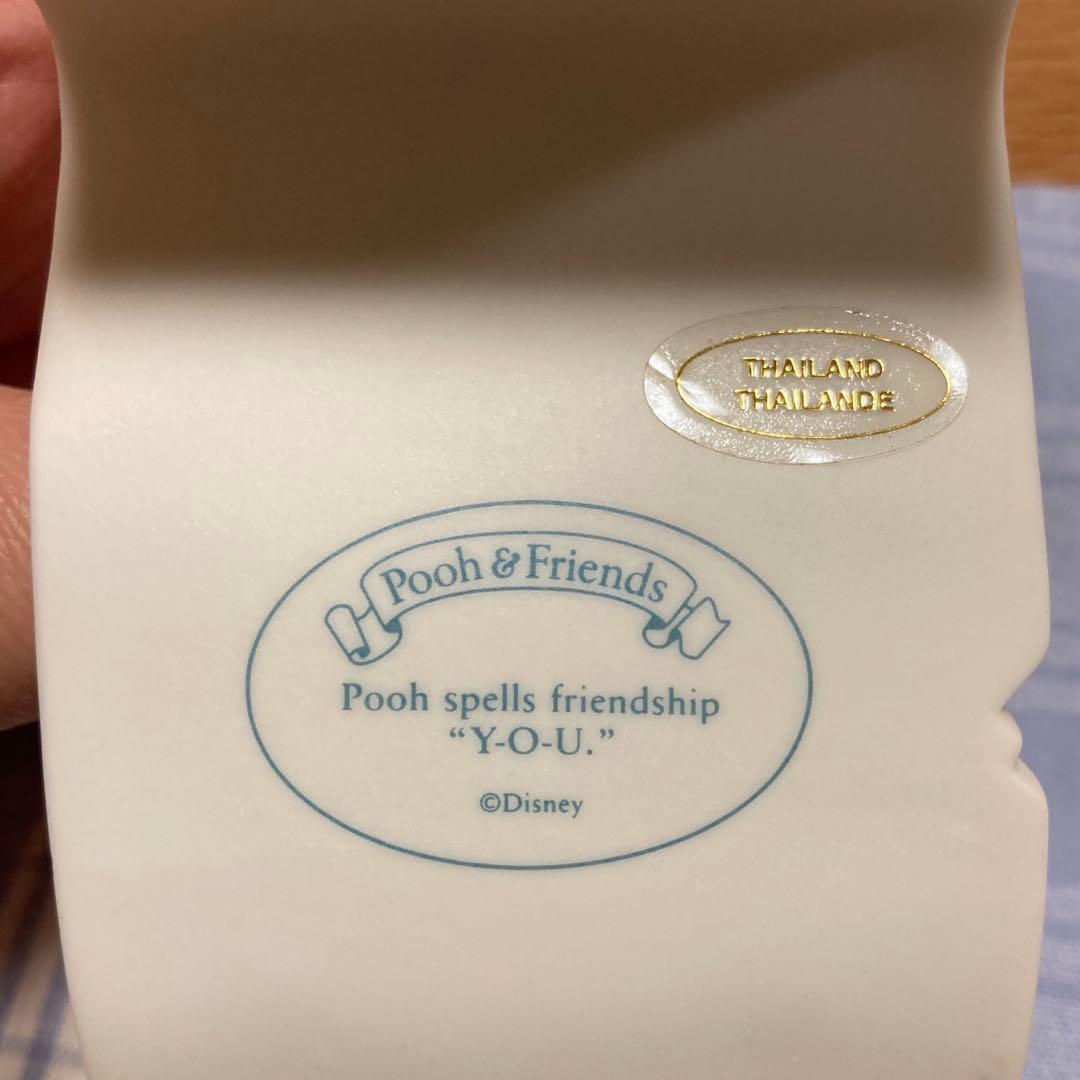 THAILAND
THAILANDE
Pooh & Friends
Pooh spells friendship
“Y-O-U.”
©Disney